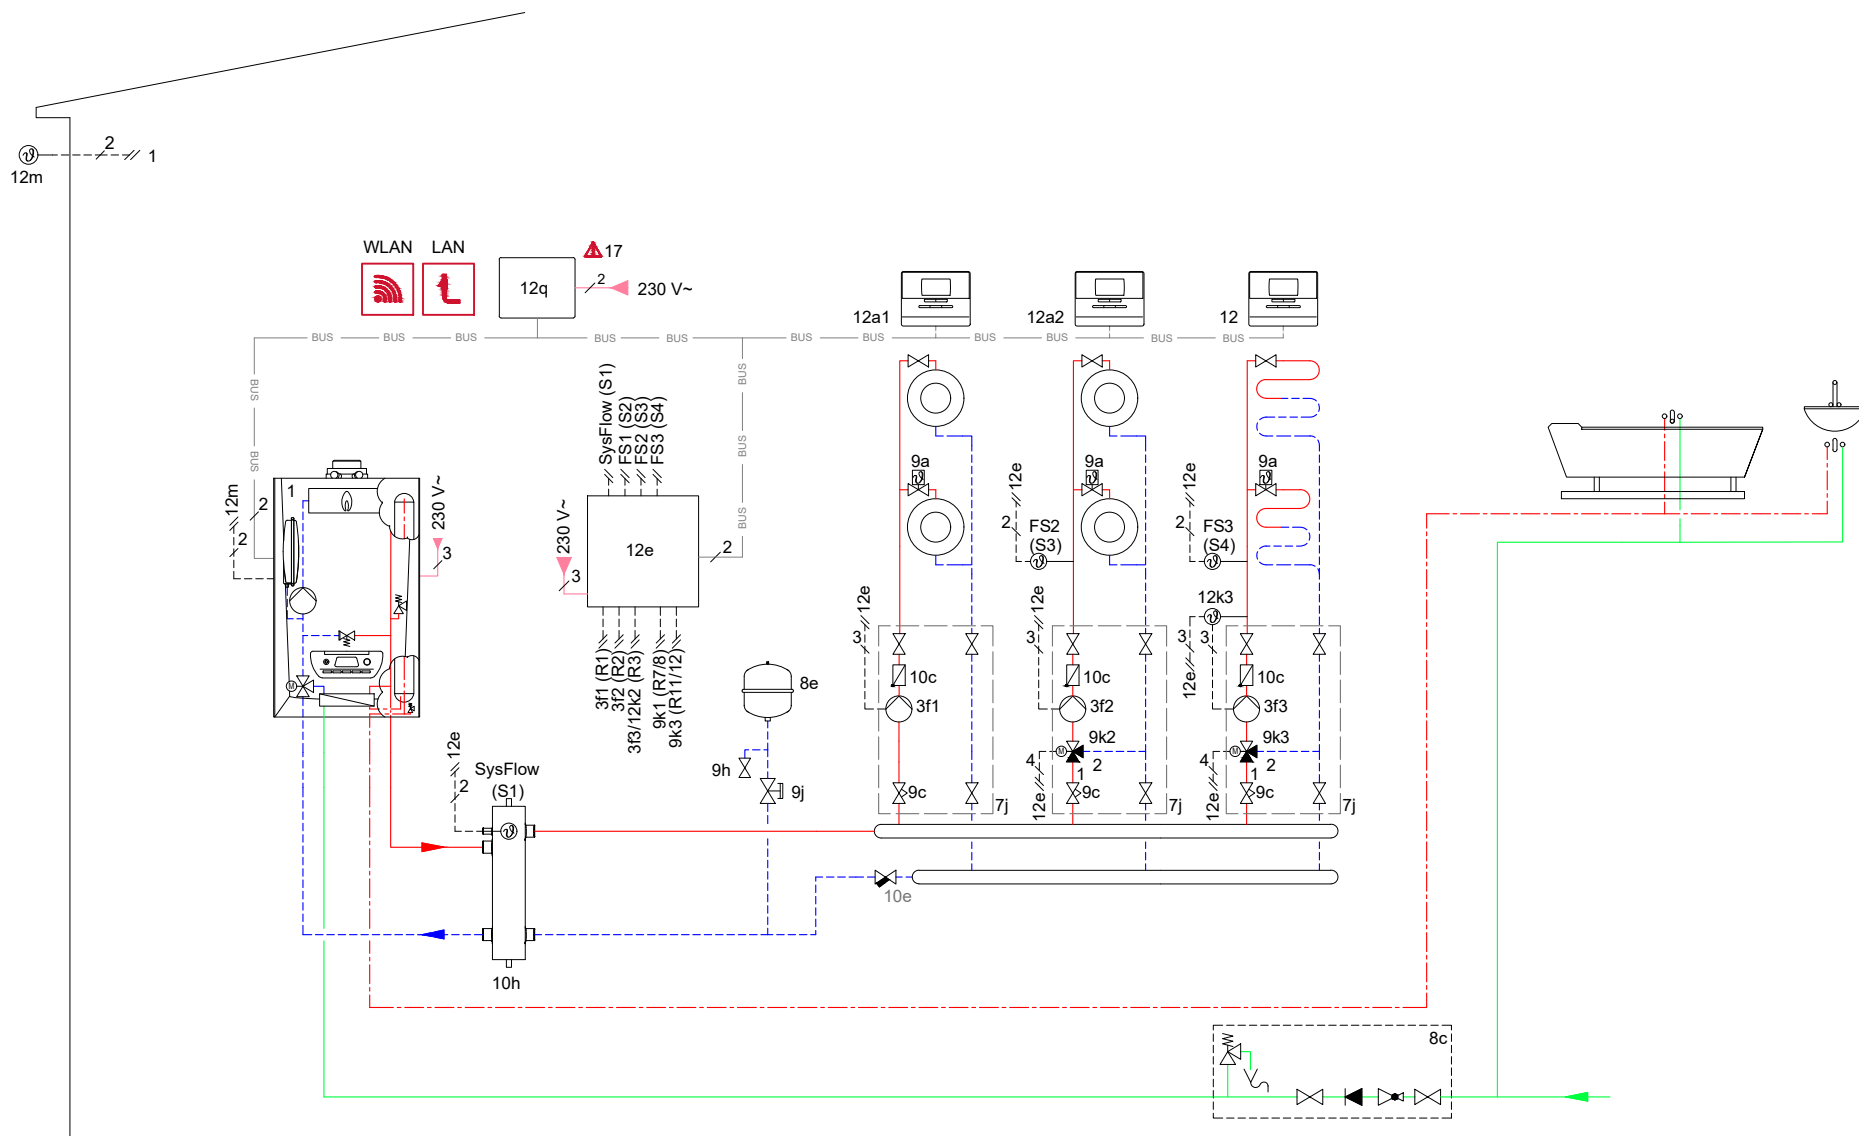 2
1
12m
WLAN
LAN
12q
17
2
230 V~
12a1
12a2
12
BUS
BUS
BUS
BUS
BUS
BUS
BUS
BUS
BUS
BUS
BUS
BUS
BUS
BUS
SysFlow (S1)
FS1 (S2)
FS2 (S3)
FS3 (S4)
12m
2
2
1
230 V~
3
230 V~
3
12e
2
3f1 (R1)
3f2 (R2)
3f3/12k2 (R3)
9k1 (R7/8)
9k3 (R11/12)
9a
9a
9a
12e
2
FS2
(S3)
12e
2
FS3
(S4)
12k3
12e
3
12e
3
3
3
12e
10c
10c
10c
3f1
3f2
3f3
M
M
M
9k2
9k3
4
2
1
4
2
1
12e
12e
9c
9c
9c
7j
7j
7j
8e
9h
9j
12e
2
SysFlow
(S1)
10e
10h
8c